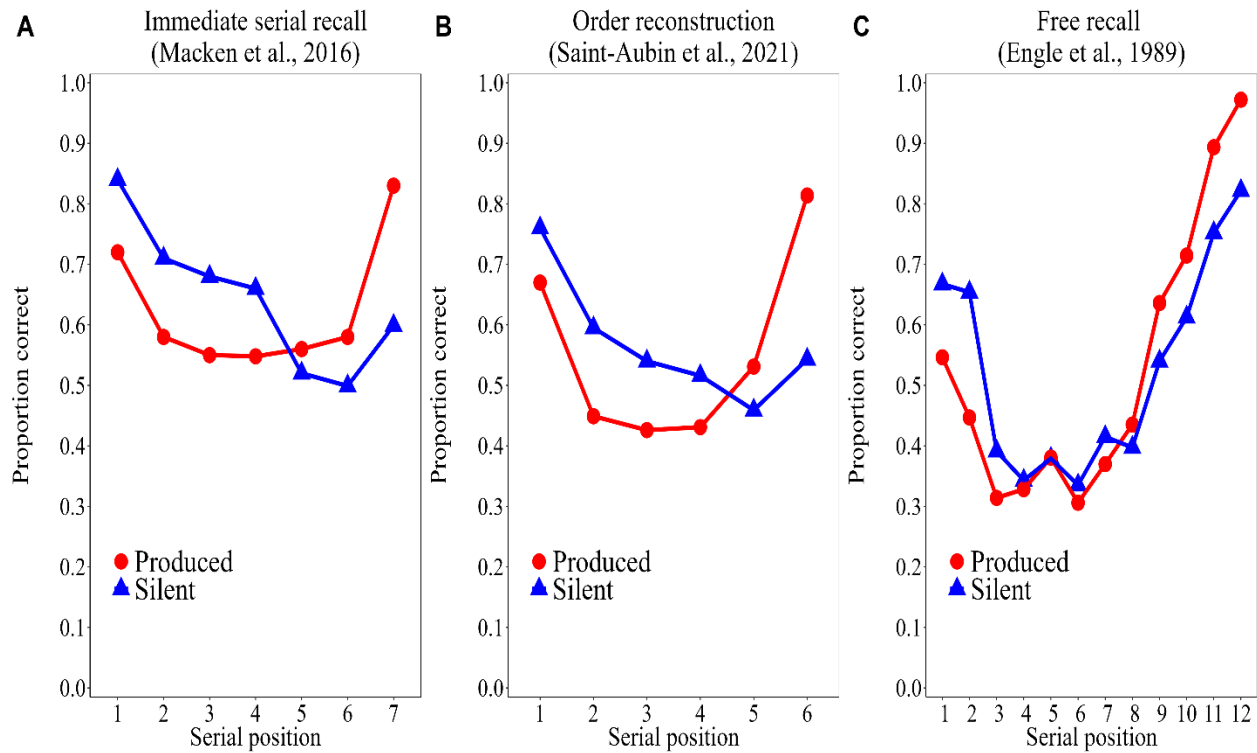 A
Immediate serial recall
(Macken et al., 2016)
Proportion correct
1.0
0.9
0.8
0.7
0.6
0.5
0.4
0.3
0.2
0.1
0.0
Produced
Silent
1 2 3 4 5 6 7
Serial position
B
Order reconstruction
(Saint-Aubin et al., 2021)
Proportion correct
1.0
0.9
0.8
0.7
0.6
0.5
0.4
0.3
0.2
0.1
0.0
Produced
Silent
1 2 3 4 5 6
Serial position
C
Free recall
(Engle et al., 1989)
Proportion correct
1.0
0.9
0.8
0.7
0.6
0.5
0.4
0.3
0.2
0.1
0.0
Produced
Silent
1 2 3 4 5 6 7 8 9 10 11 12
Serial position